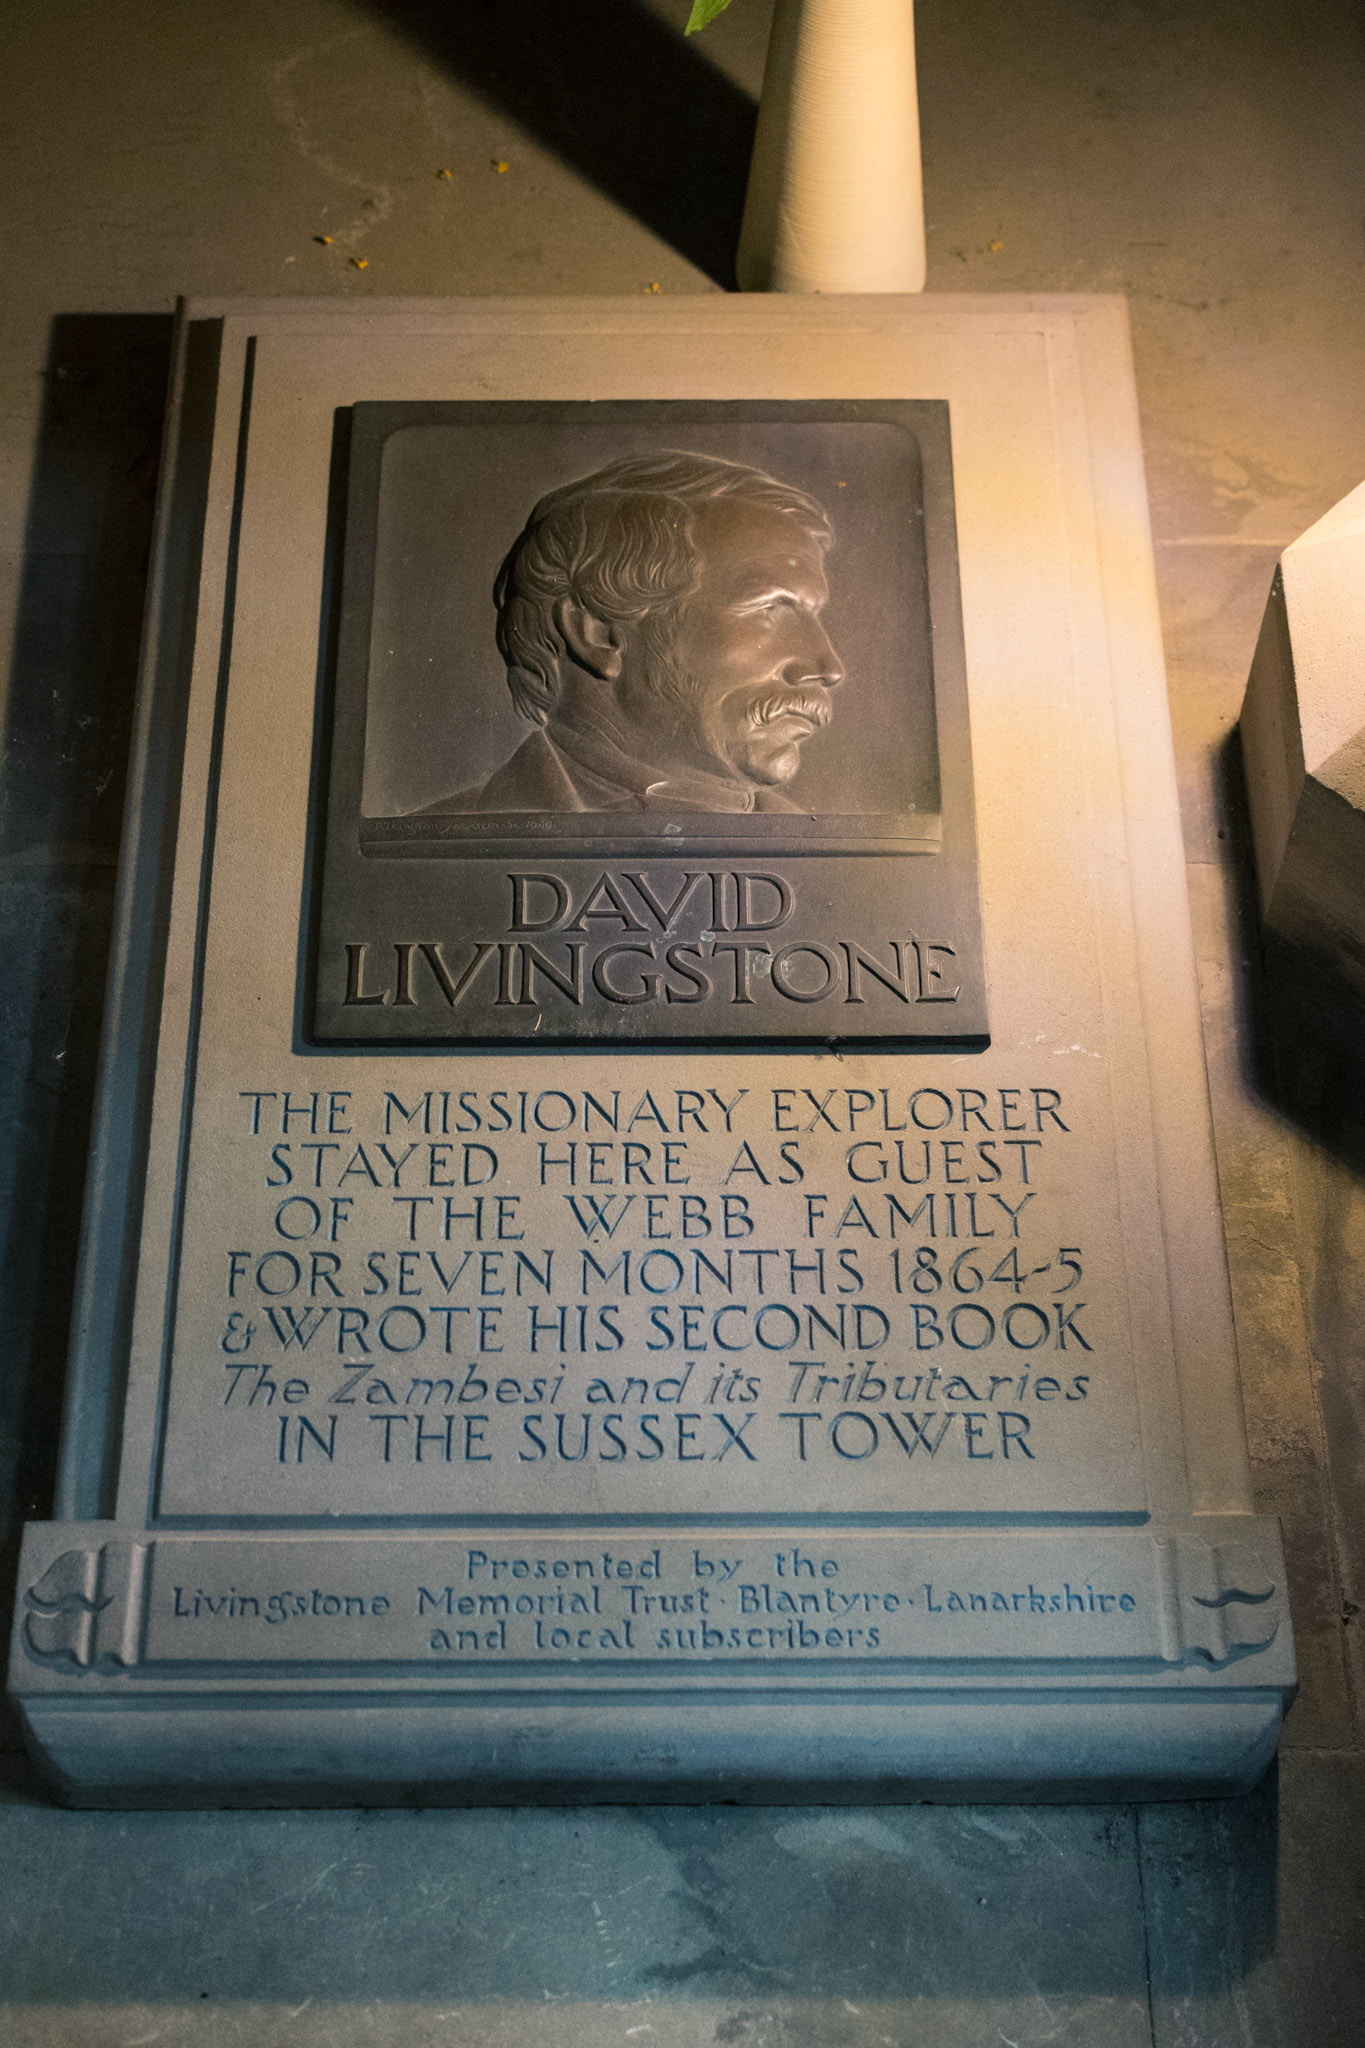 DAVID
LIVINGSTONE
THE MISSIONARY EXPLORER
STAYED HERE AS GUEST
OF THE WEBB FAMILY
FOR SEVEN MONTHS 1864-5
& WROTE HIS SECOND BOOK
The Zambesi and its Tributaries
IN THE SUSSEX TOWER
Presented by the
Livingstone Memorial Trust · Blantyre · Lanarkshire
and local subscribers